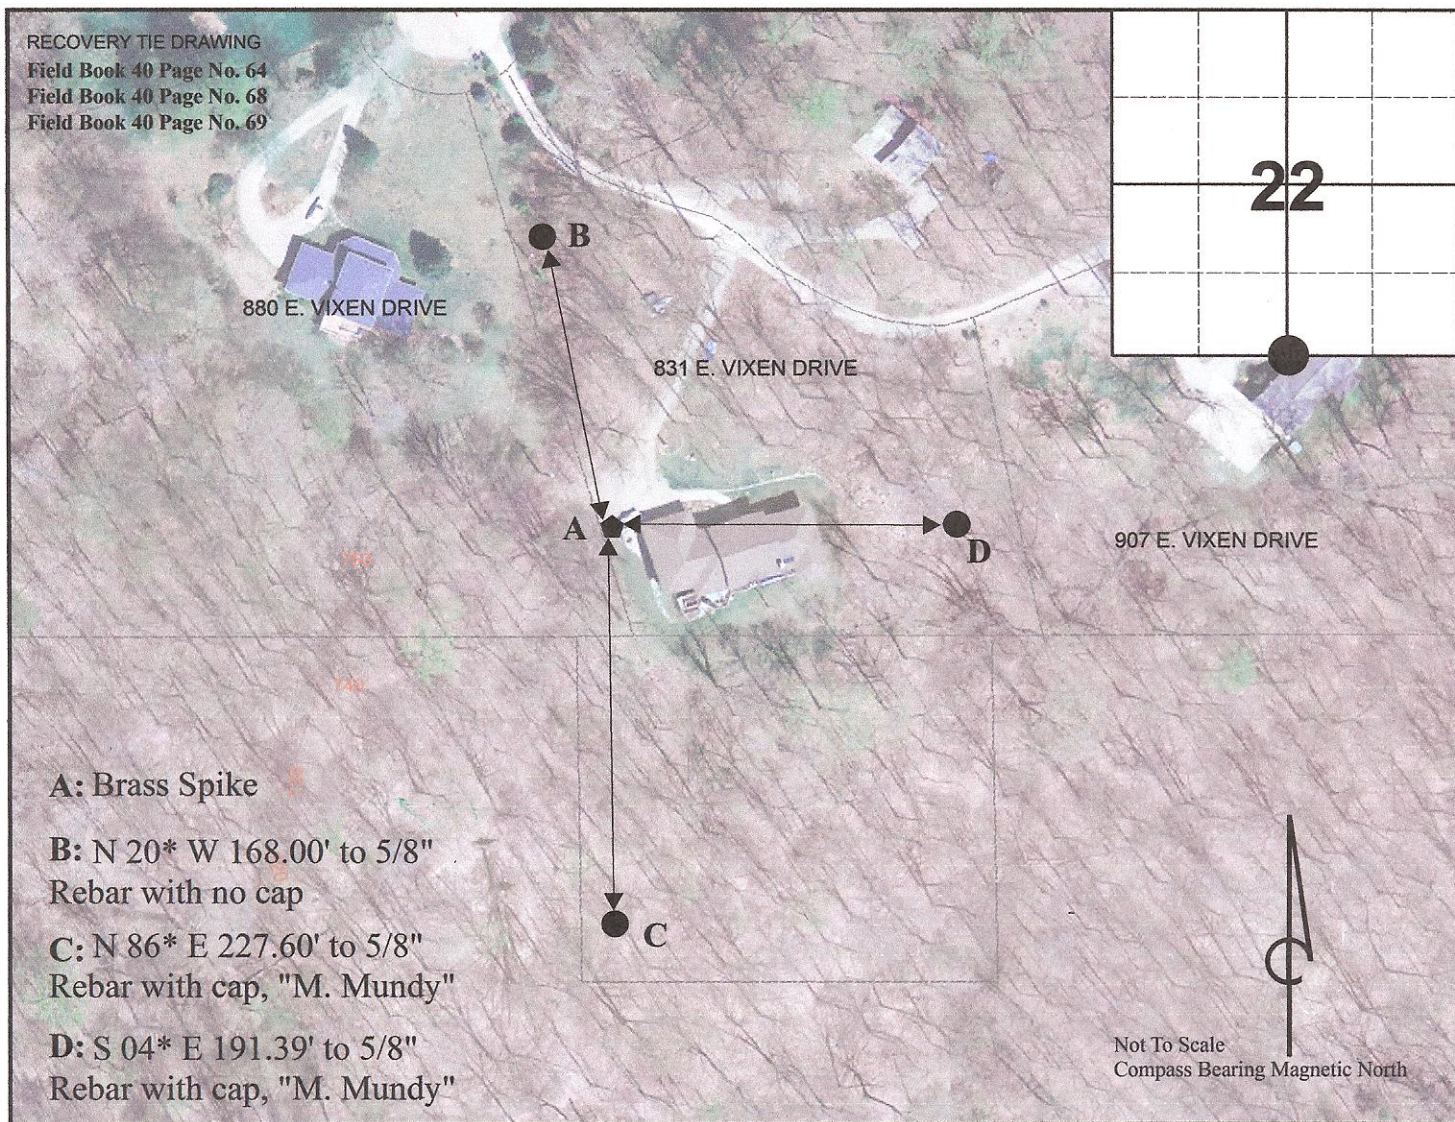 RECOVERY TIE DRAWING
Field Book 40 Page No. 64
Field Book 40 Page No. 68
Field Book 40 Page No. 69
22
B
880 E. VIXEN DRIVE
831 E. VIXEN DRIVE
A
D
907 E. VIXEN DRIVE
C
A: Brass Spike
B: N 20* W 168.00' to 5/8"
Rebar with no cap
C: N 86* E 227.60' to 5/8"
Rebar with cap, "M. Mundy"
D: S 04* E 191.39' to 5/8"
Rebar with cap, "M. Mundy"
Not To Scale
Compass Bearing Magnetic North